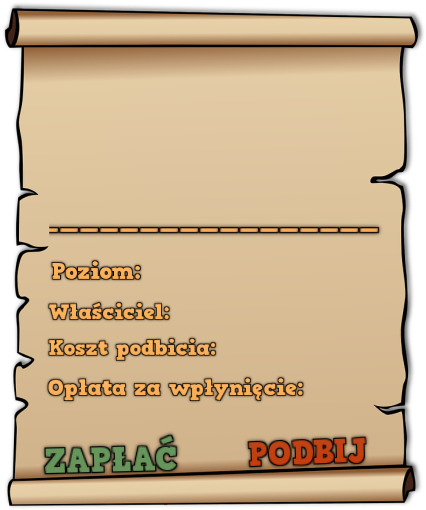 Poziom:
Właściciel:
Koszt podbicia:
Opłata za wpłynięcie:
ZAPŁAĆ PODBIJ